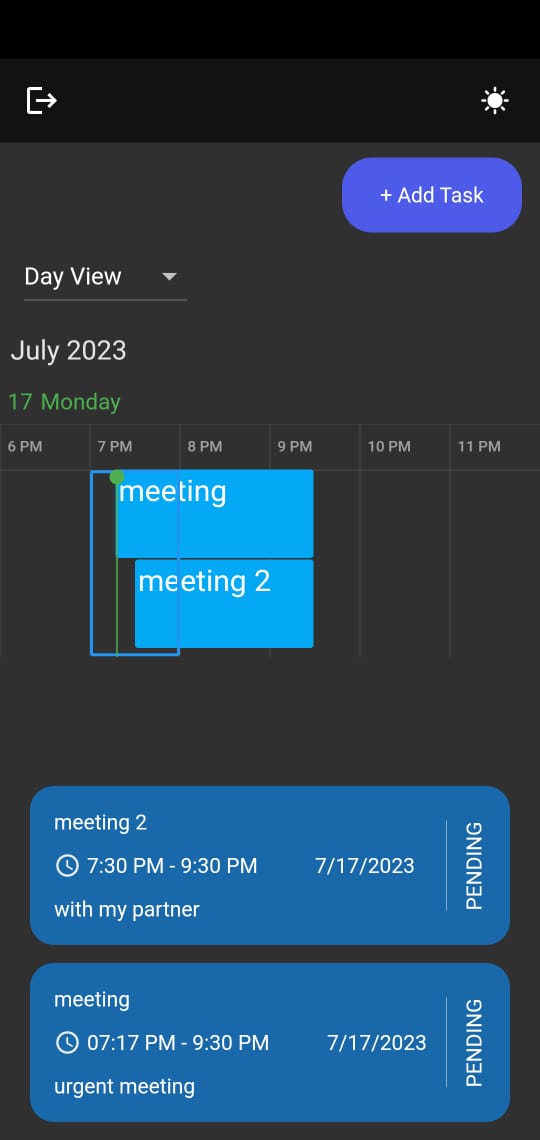 + Add Task
Day View
July 2023
17 Monday
6 PM 7 PM 8 PM 9 PM 10 PM 11 PM
meeting
meeting 2
meeting 2
7:30 PM - 9:30 PM 7/17/2023
with my partner
PENDING
meeting
07:17 PM - 9:30 PM 7/17/2023
urgent meeting
PENDING